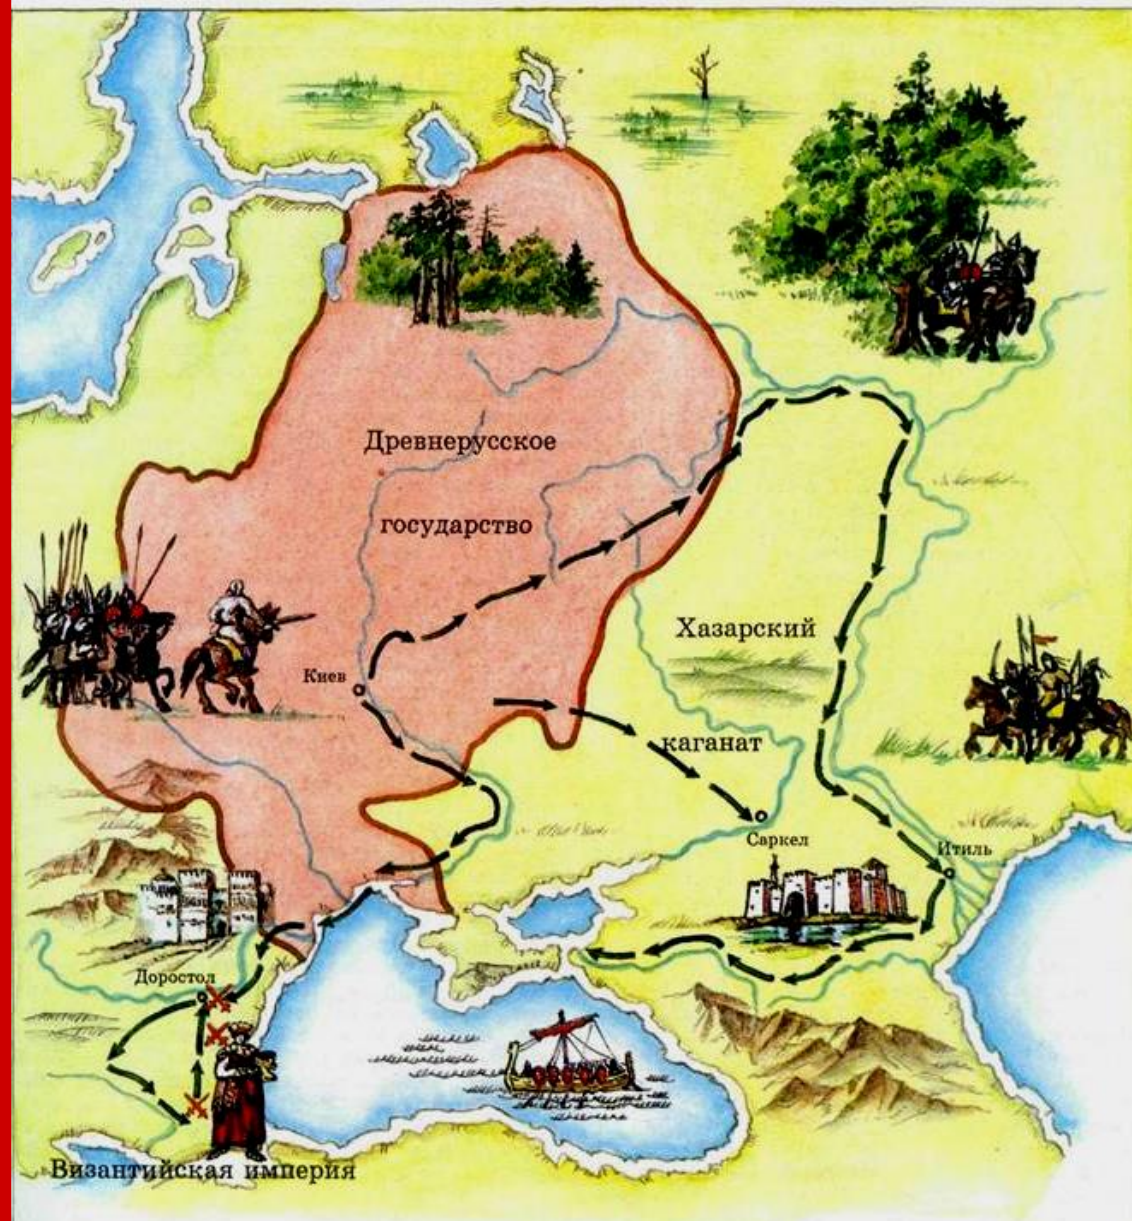 Древнерусское
государство
Хазарский
Киев
каганат
Саркел
Итиль
Доростол
Византийская империя